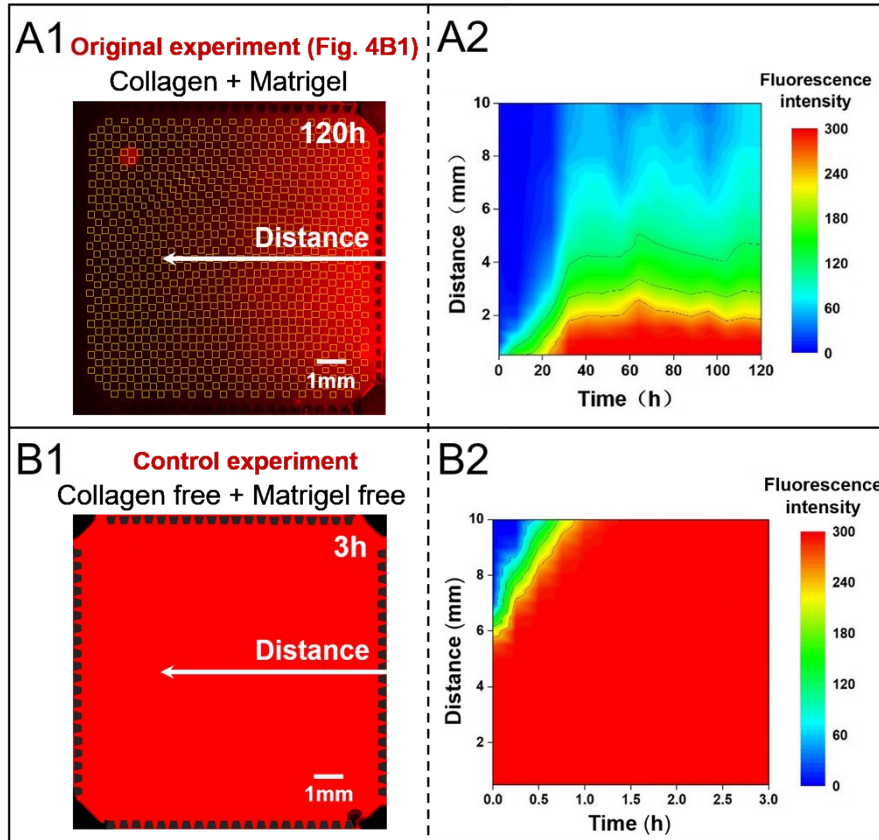 A1 Original experiment (Fig. 4B1)
Collagen + Matrigel
120h
Distance
1mm
A2
Fluorescence
intensity
10
8
6
4
2
Distance（mm）
0 20 40 60 80 100 120
Time（h）
300
240
180
120
60
0
B1 Control experiment
Collagen free + Matrigel free
3h
Distance
1mm
B2
Fluorescence
intensity
10
8
6
4
2
Distance (mm)
0.0 0.5 1.0 1.5 2.0 2.5 3.0
Time (h)
300
240
180
120
60
0